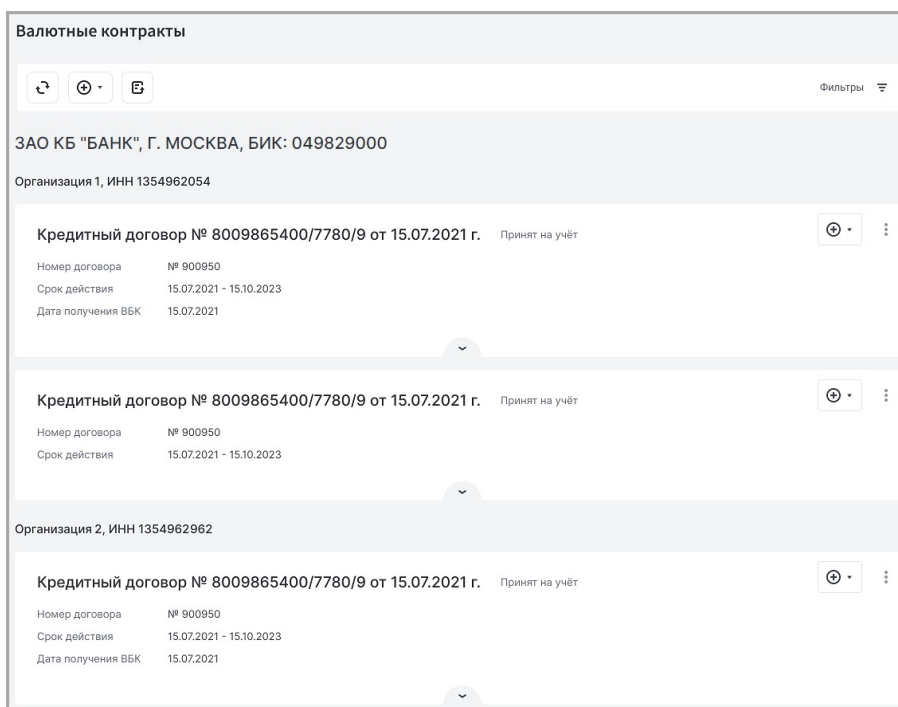 Валютные контракты
Фильтры
ЗАО КБ "БАНК", Г. МОСКВА, БИК: 049829000
Организация 1, ИНН 1354962054
Кредитный договор № 8009865400/7780/9 от 15.07.2021 г. Принят на учёт
Номер договора № 900950
Срок действия 15.07.2021 - 15.10.2023
Дата получения ВБК 15.07.2021
Кредитный договор № 8009865400/7780/9 от 15.07.2021 г. Принят на учёт
Номер договора № 900950
Срок действия 15.07.2021 - 15.10.2023
Организация 2, ИНН 1354962962
Кредитный договор № 8009865400/7780/9 от 15.07.2021 г. Принят на учёт
Номер договора № 900950
Срок действия 15.07.2021 - 15.10.2023
Дата получения ВБК 15.07.2021